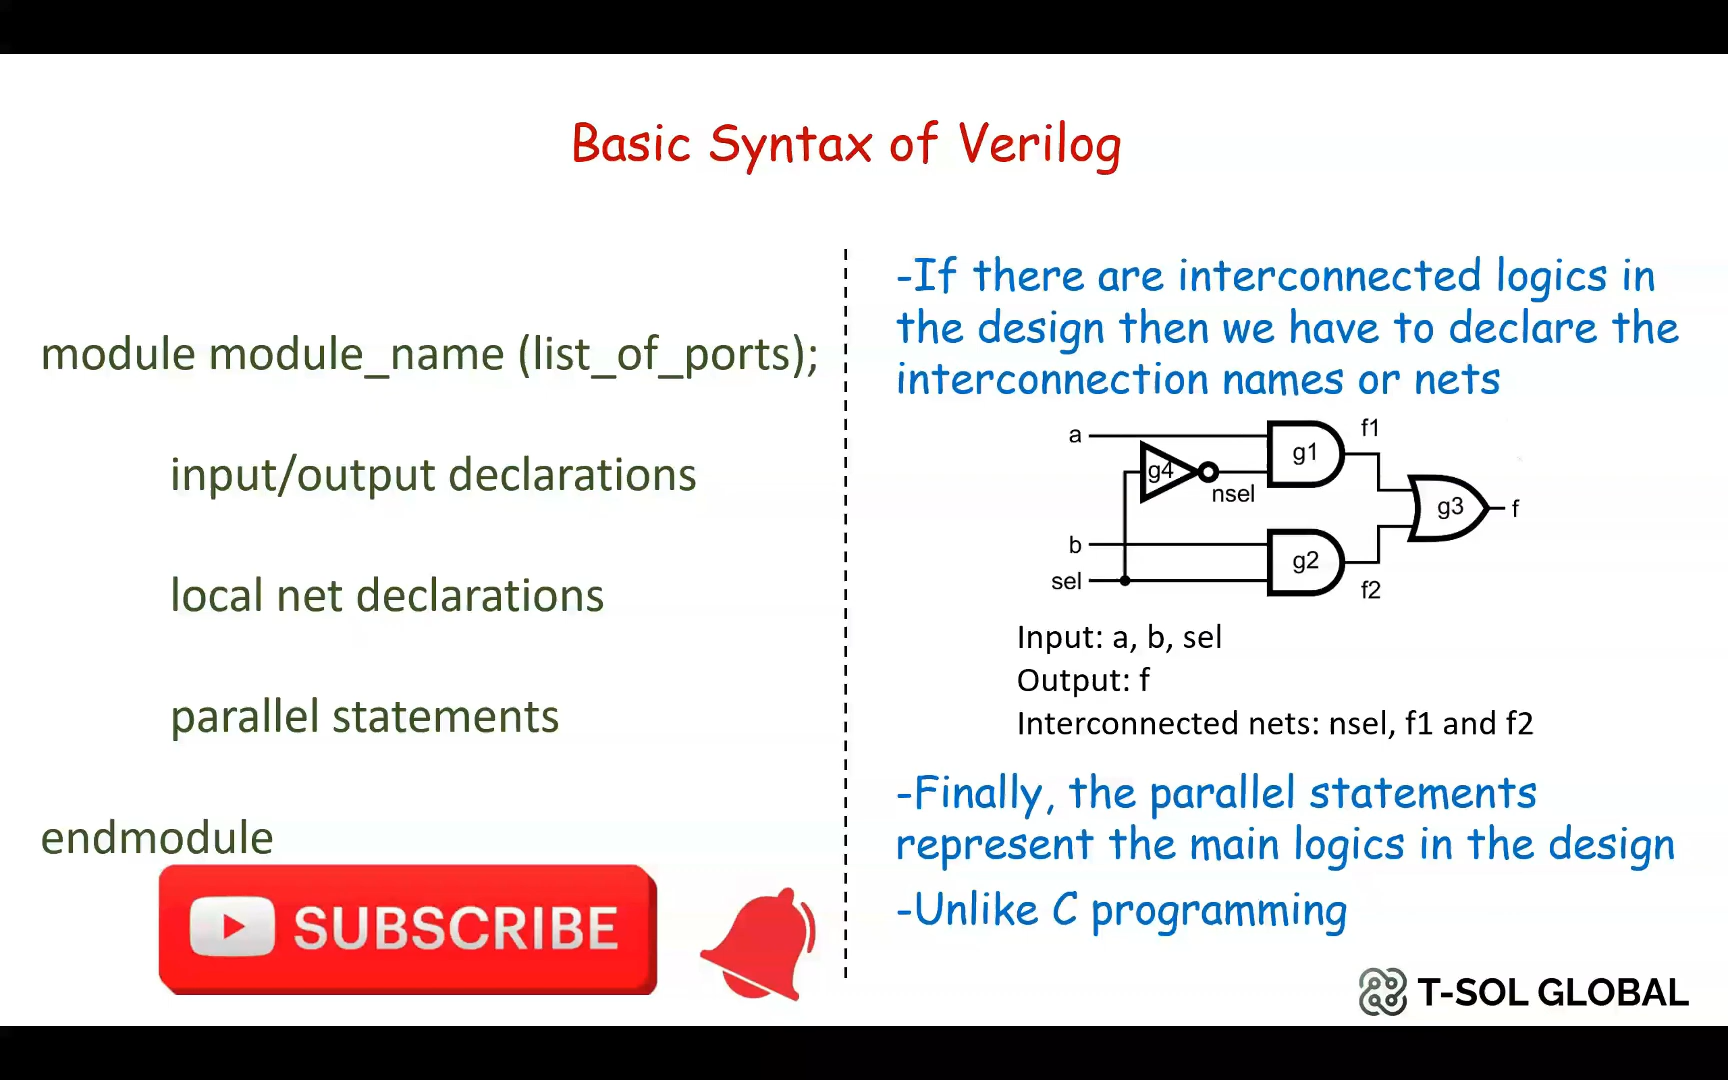 Basic Syntax of Verilog
module module_name (list_of_ports);
input/output declarations
local net declarations
parallel statements
endmodule
SUBSCRIBE
-If there are interconnected logics in
the design then we have to declare the
interconnection names or nets
a
g4
nsel
g1
f1
b
sel
g2
f2
g3
f
Input: a, b, sel
Output: f
Interconnected nets: nsel, f1 and f2
-Finally, the parallel statements
represent the main logics in the design
-Unlike C programming
T-SOL GLOBAL